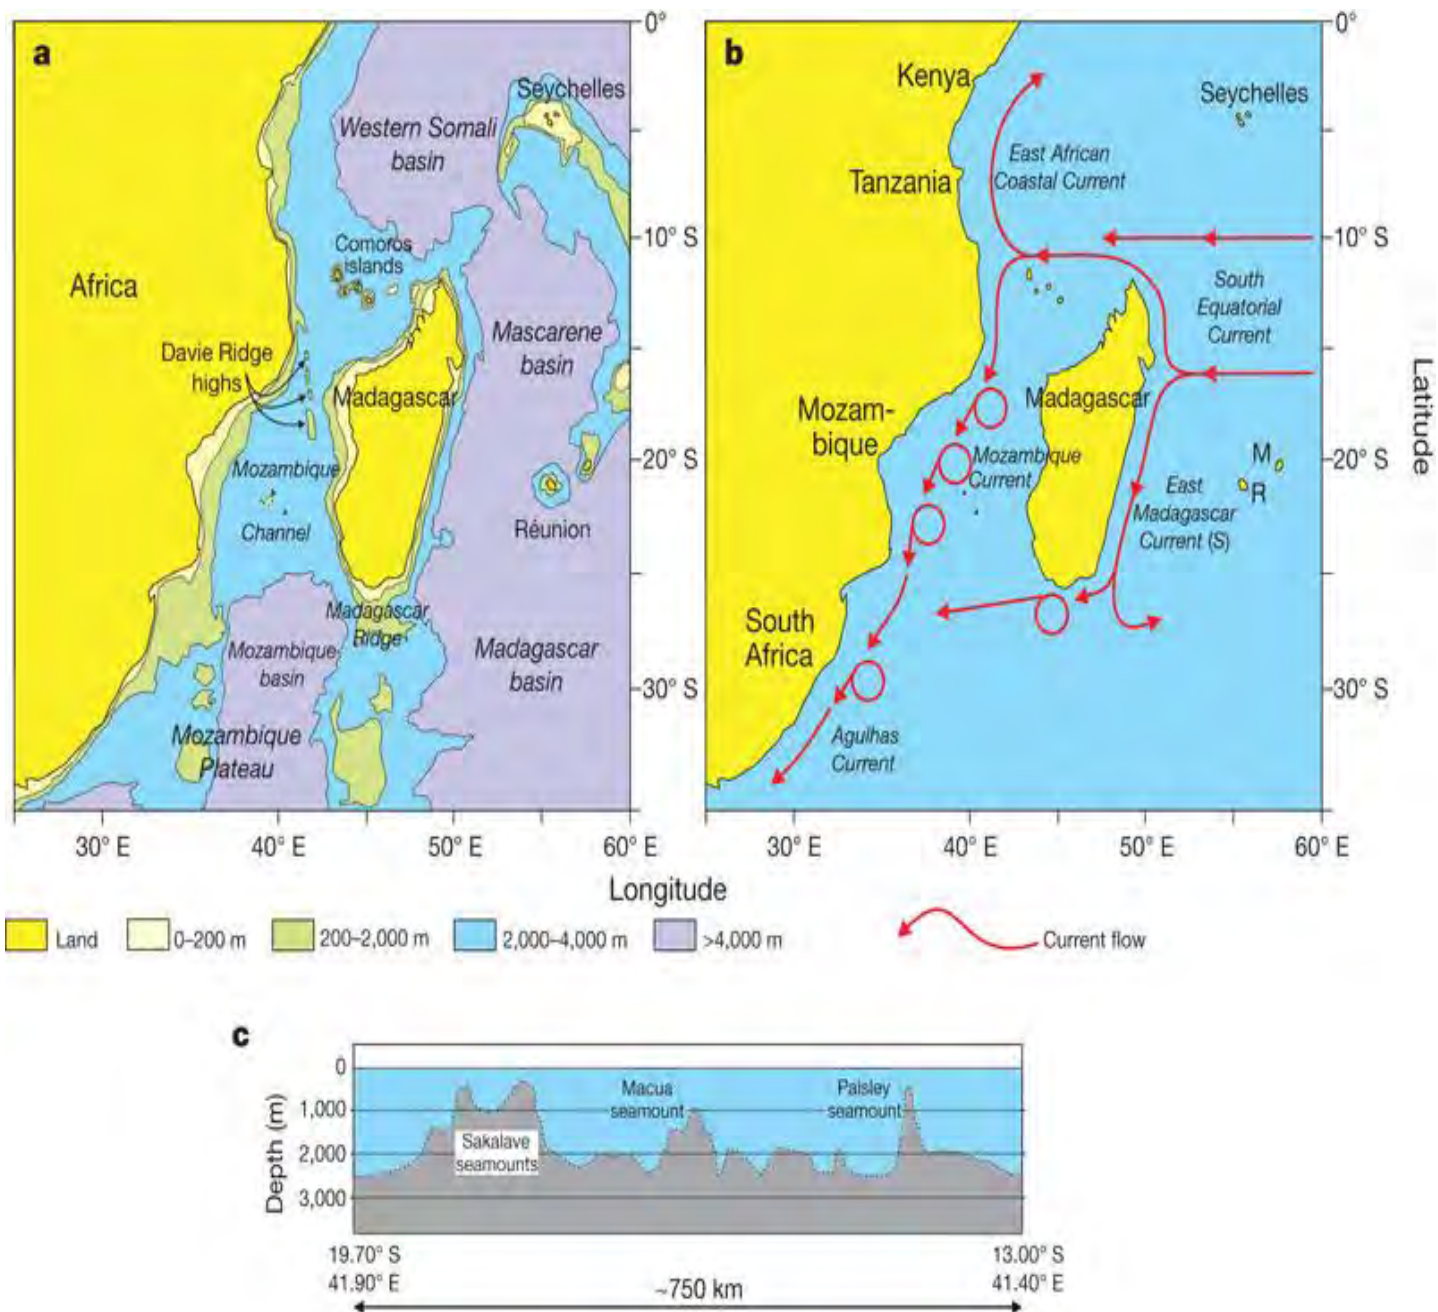 a
Seychelles
Western Somali
basin
Comoros
islands
Africa
Mascarene
basin
Davie Ridge
highs
Madagascar
Mozambique
Channel
Réunion
Madagascar
Ridge
Mozambique
basin
Madagascar
basin
Mozambique
Plateau
0°
10° S
20° S
30° S
30° E
40° E
50° E
60° E
b
Kenya
Seychelles
East African
Coastal Current
Tanzania
South
Equatorial
Current
Mozam-
bique
Madagascar
Mozambique
Current
M
R
East
Madagascar
Current (S)
South
Africa
Agulhas
Current
0°
10° S
20° S
30° S
Latitude
30° E
40° E
50° E
60° E
Longitude
Land
0–200 m
200–2,000 m
2,000–4,000 m
>4,000 m
Current flow
c
Depth (m)
0
1,000
2,000
3,000
Sakalave
seamounts
Macua
seamount
Paisley
seamount
19.70° S
41.90° E
13.00° S
41.40° E
~750 km